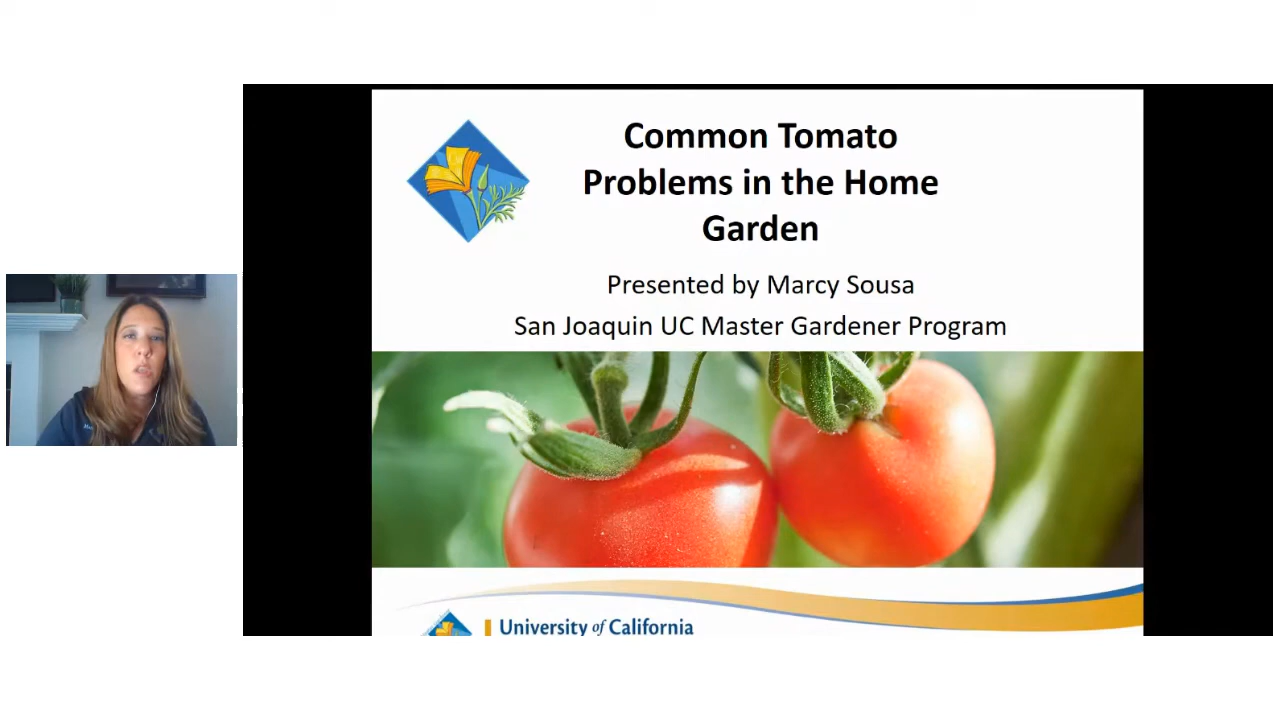 Common Tomato
Problems in the Home
Garden
Presented by Marcy Sousa
San Joaquin UC Master Gardener Program
University of California